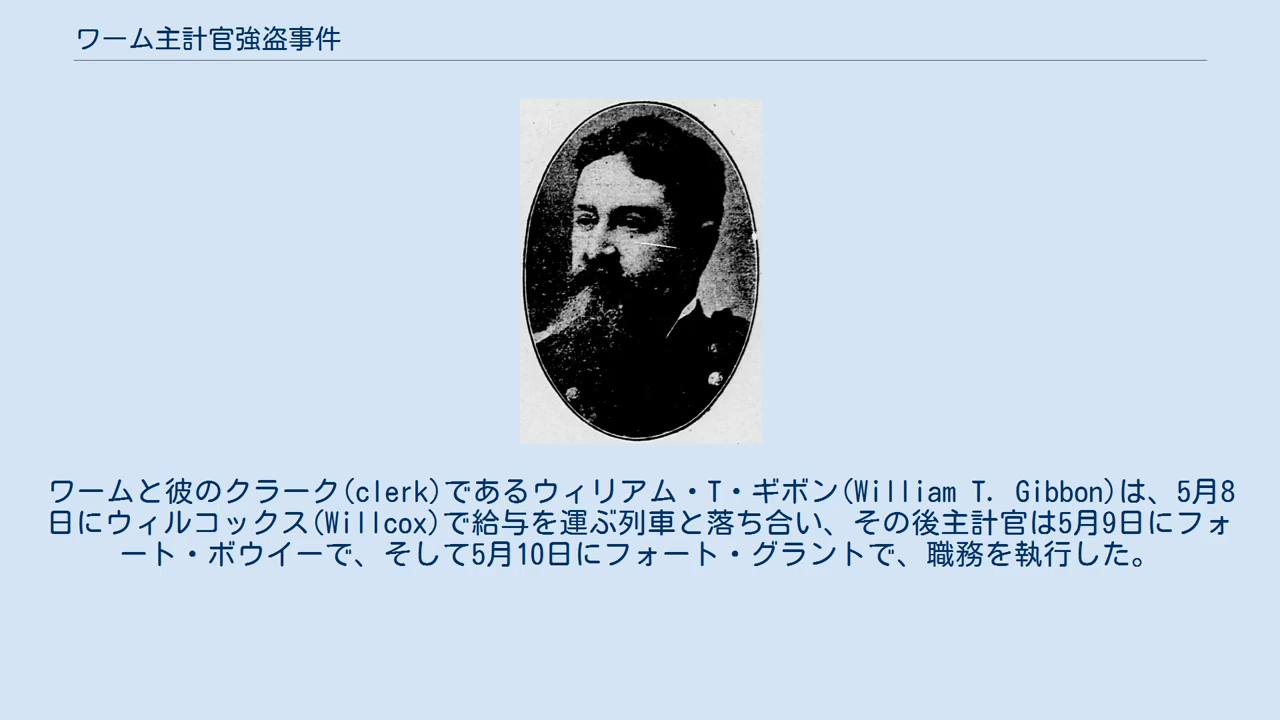 ワーム主計官強盗事件
ワームと彼のクラーク(clerk)であるウィリアム・T・ギボン(William T. Gibbon)は、5月8
日にウィルコックス(Willcox)で給与を運ぶ列車と落ち合い、その後主計官は5月9日にフォ
ート・ボウイーで、そして5月10日にフォート・グラントで、職務を執行した。